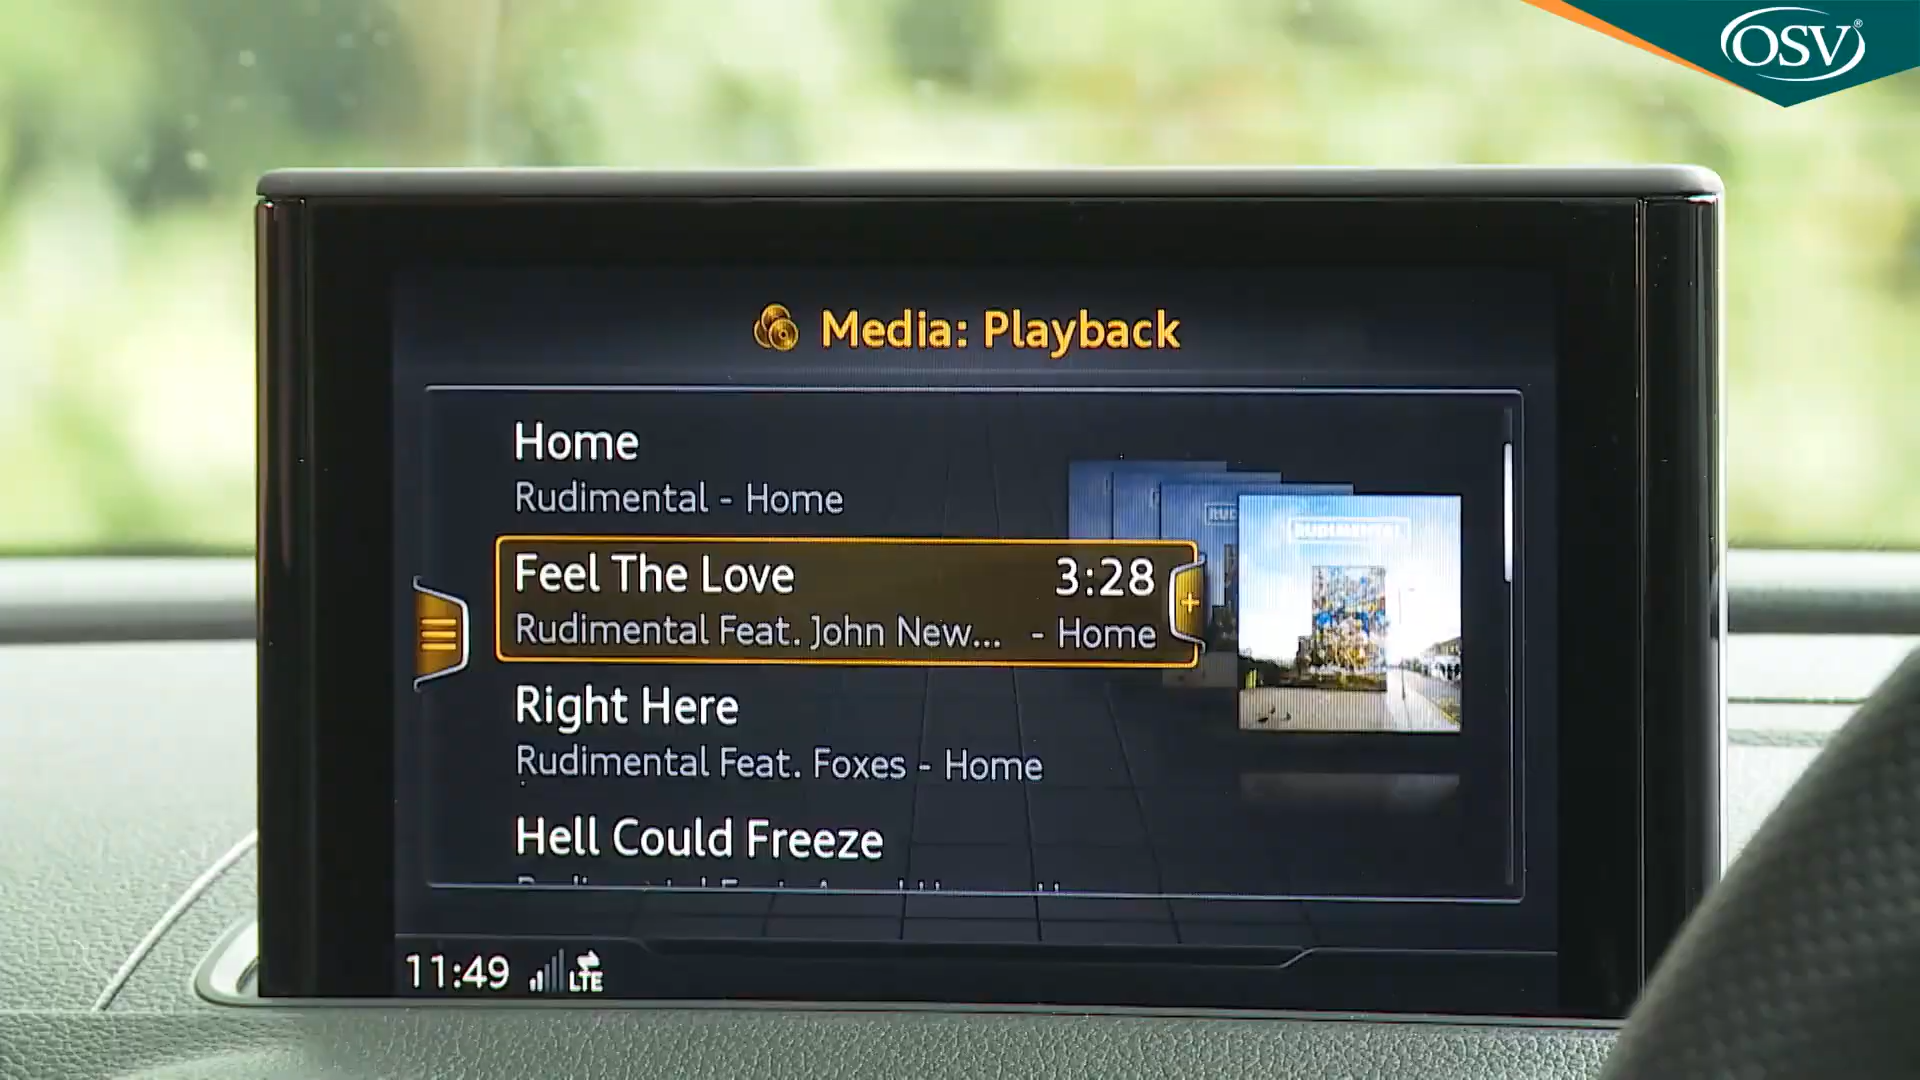 OSV
Media: Playback
Home
Rudimental - Home
RUDIMENTAL
Feel The Love 3:28
Rudimental Feat. John New... - Home
Right Here
Rudimental Feat. Foxes - Home
Hell Could Freeze
11:49 LTE